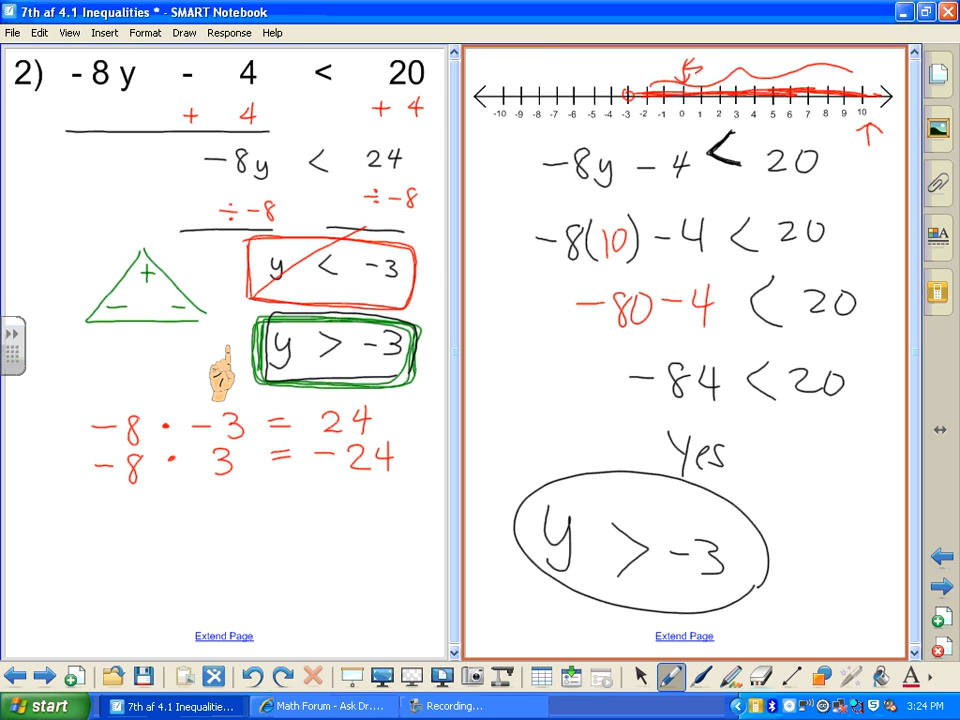 7th af 4.1 Inequalities * - SMART Notebook
File Edit View Insert Format Draw Response Help
2) - 8 y - 4 < 20
+ 4 + 4
-8y < 24
÷ -8 ÷ -8
y < -3
+
- -
y > -3
-8 · -3 = 24
-8 · 3 = -24
Extend Page
-10 -9 -8 -7 -6 -5 -4 -3 -2 -1 0 1 2 3 4 5 6 7 8 9 10
-8y - 4 < 20
-8(10) - 4 < 20
-80 - 4 < 20
-84 < 20
Yes
y > -3
Extend Page
A
start
7th af 4.1 Inequalitie...
Math Forum - Ask Dr....
Recording...
3:24 PM